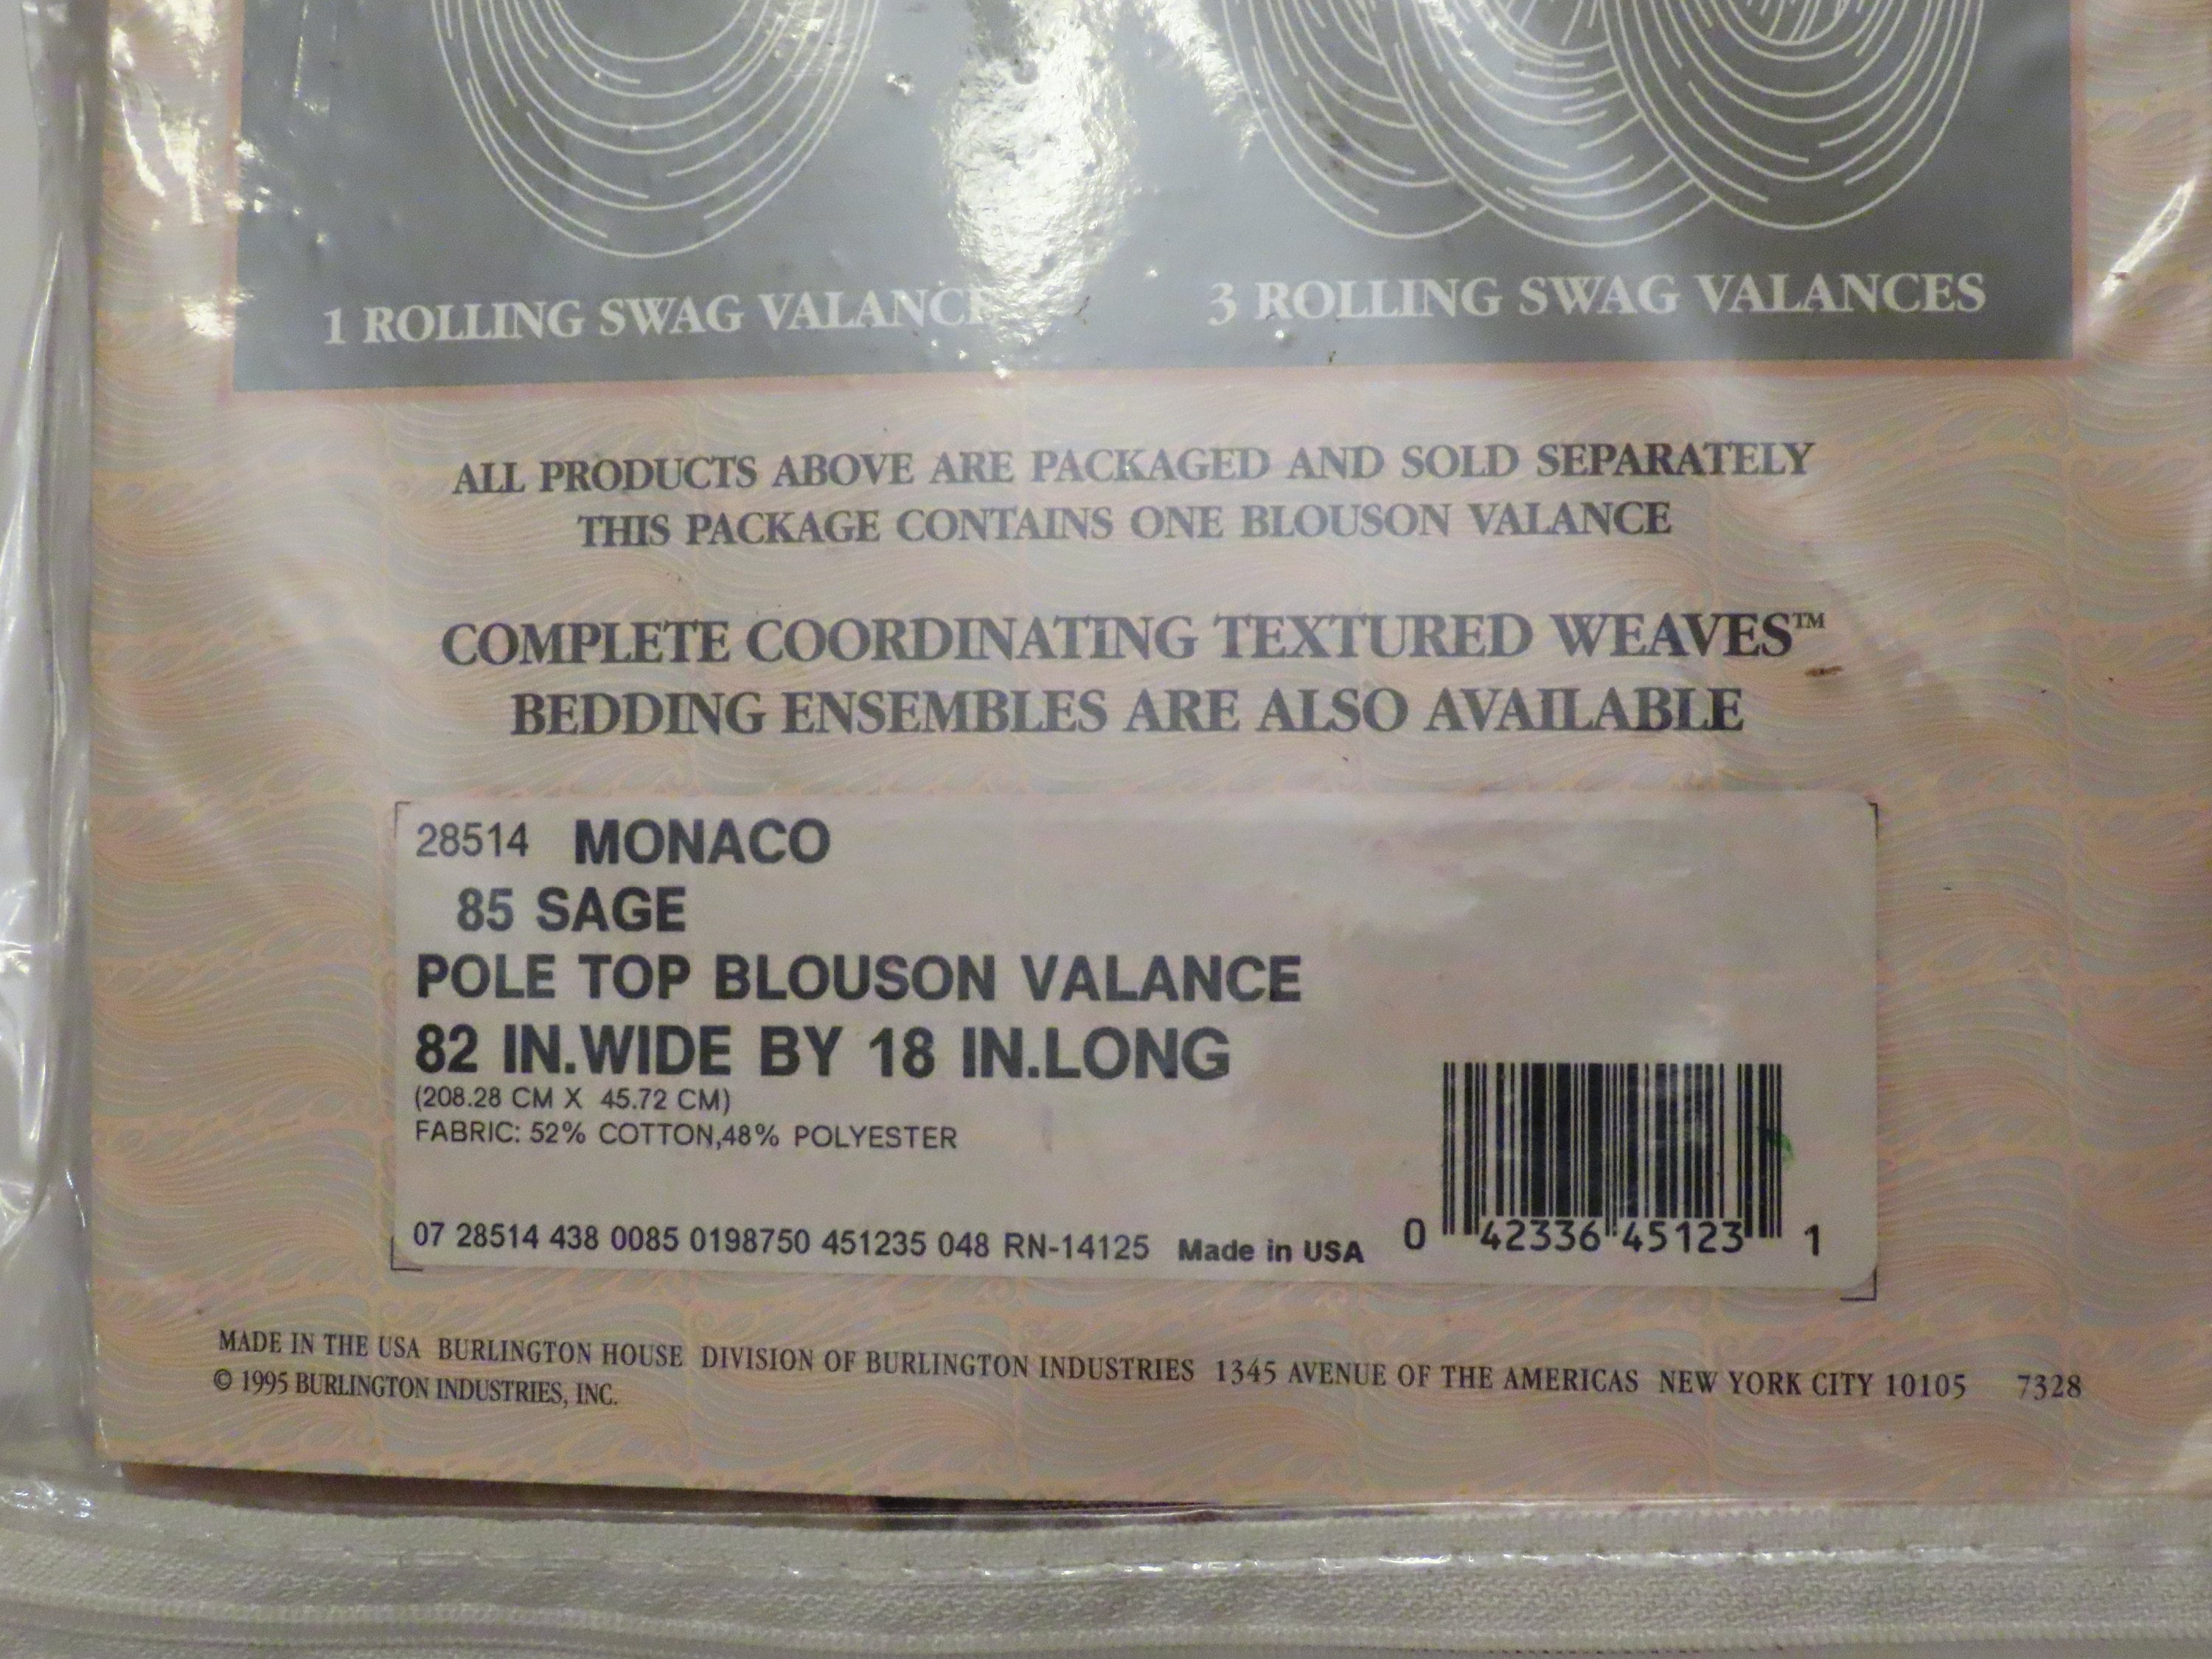 1 ROLLING SWAG VALANCE
3 ROLLING SWAG VALANCES
ALL PRODUCTS ABOVE ARE PACKAGED AND SOLD SEPARATELY
THIS PACKAGE CONTAINS ONE BLOUSON VALANCE
COMPLETE COORDINATING TEXTURED WEAVES™
BEDDING ENSEMBLES ARE ALSO AVAILABLE
28514 MONACO
85 SAGE
POLE TOP BLOUSON VALANCE
82 IN.WIDE BY 18 IN.LONG
(208.28 CM X 45.72 CM)
FABRIC: 52% COTTON,48% POLYESTER
07 28514 438 0085 0198750 451235 048 RN-14125 Made in USA
0 42336 45123 1
MADE IN THE USA BURLINGTON HOUSE DIVISION OF BURLINGTON INDUSTRIES 1345 AVENUE OF THE AMERICAS NEW YORK CITY 10105 7328
© 1995 BURLINGTON INDUSTRIES, INC.